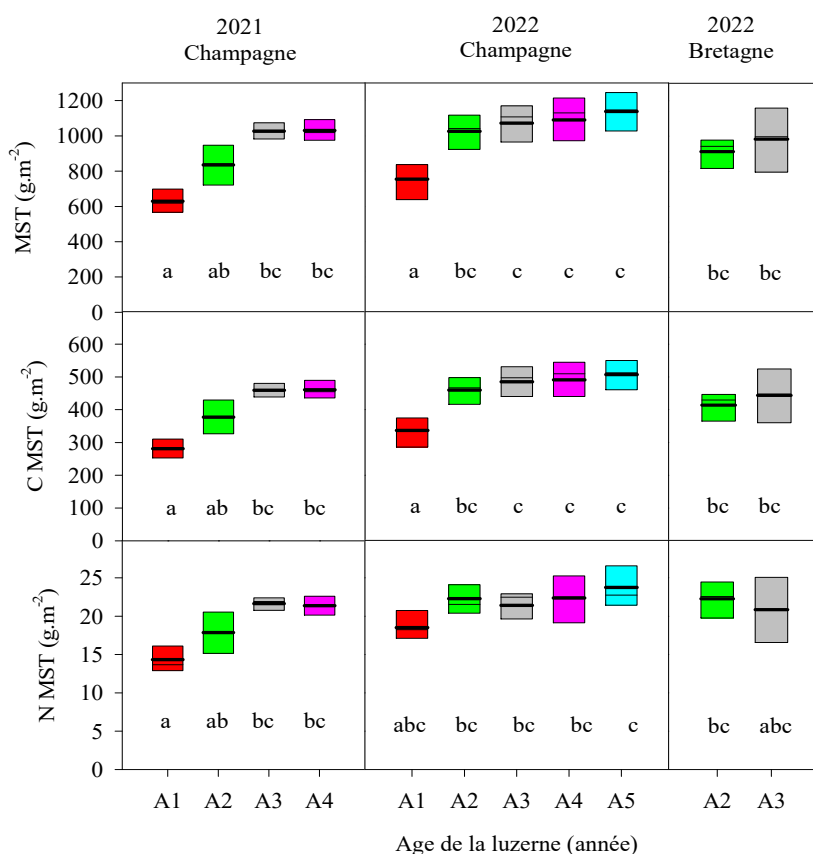 2021
Champagne
2022
Champagne
2022
Bretagne
MST (g.m-2)
1200
1000
800
600
400
200
0
a ab bc bc
a bc c c c
bc bc
C MST (g.m-2)
600
500
400
300
200
100
0
a ab bc bc
a bc c c c
bc bc
N MST (g.m-2)
25
20
15
10
5
0
a ab bc bc
abc bc bc bc c
bc abc
A1 A2 A3 A4
A1 A2 A3 A4 A5
A2 A3
Age de la luzerne (année)